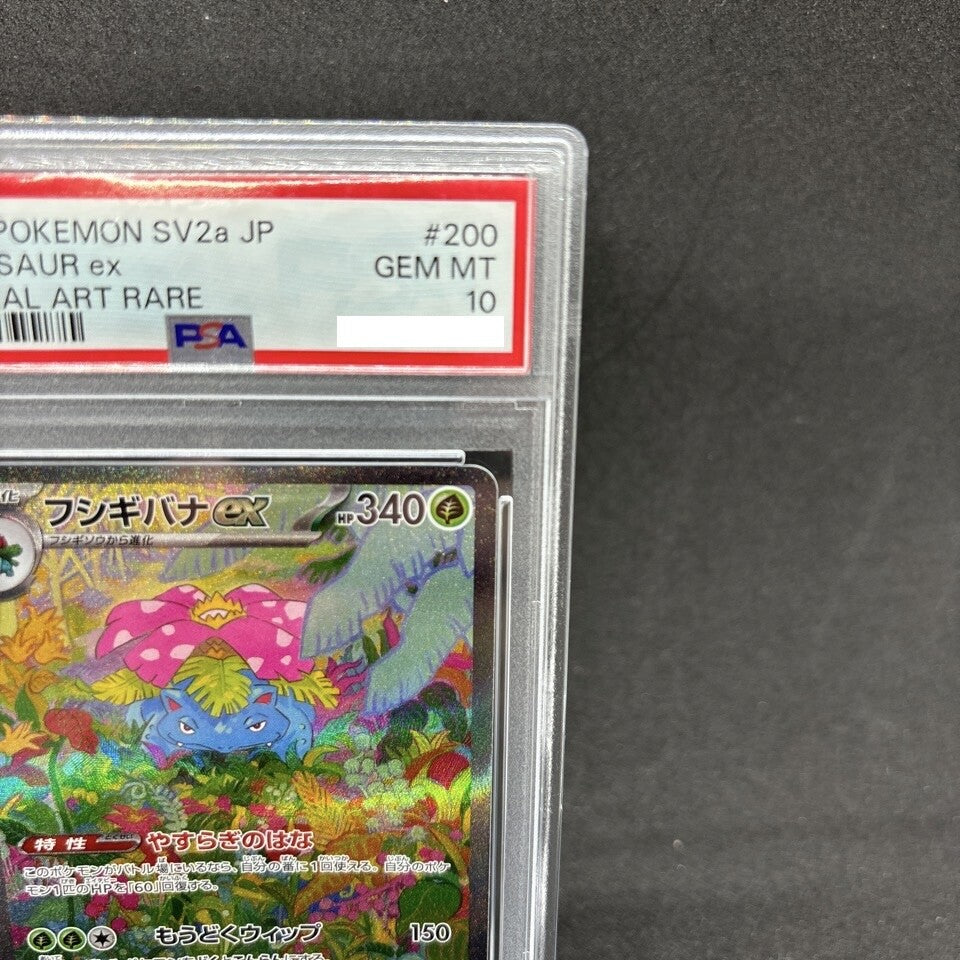 POKEMON SV2a JP #200
SAUR ex GEM MT
AL ART RARE 10
PSA
フシギバナex HP340
フシギソウから進化
特性 やすらぎのはな
このポケモンがバトル場にいるなら、自分の番に1回使える。自分のポケ
モン1匹のHPを「60」回復する。
もうどくウィップ 150